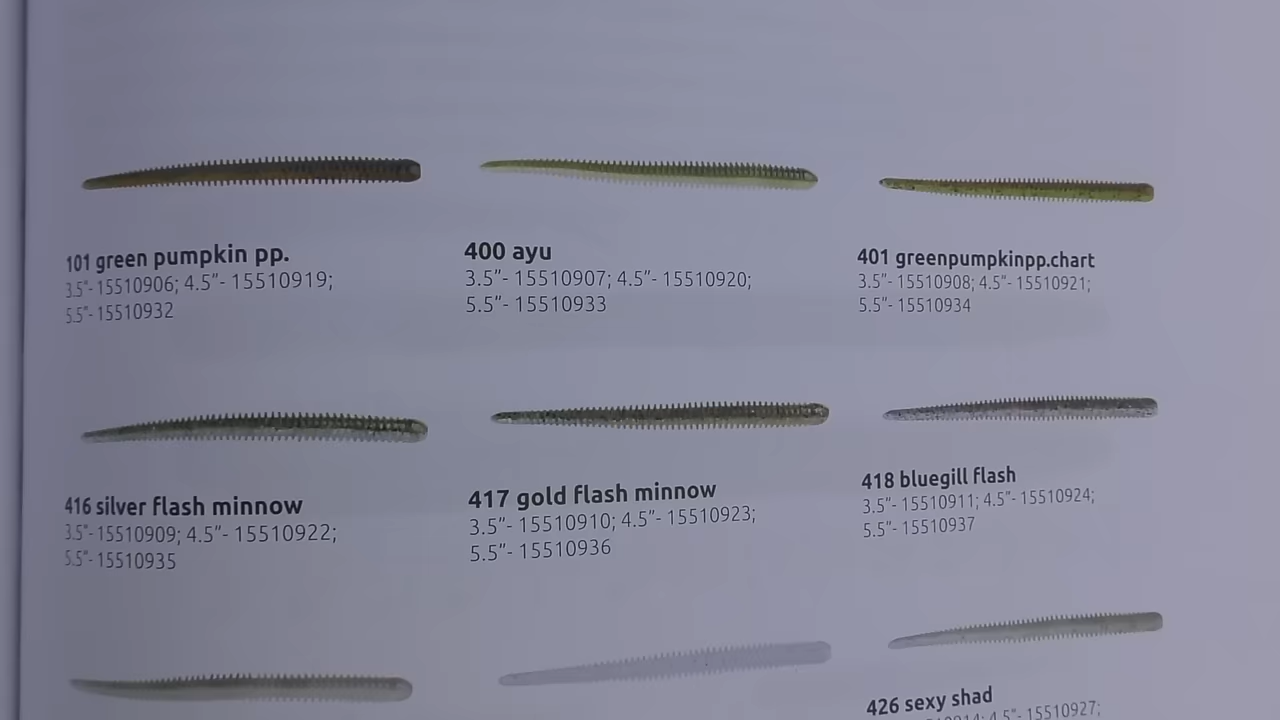 101 green pumpkin pp.
3.5"- 15510906; 4.5"- 15510919;
5.5"- 15510932
400 ayu
3.5"- 15510907; 4.5"- 15510920;
5.5"- 15510933
401 greenpumpkinpp.chart
3.5"- 15510908; 4.5"- 15510921;
5.5"- 15510934
416 silver flash minnow
3.5"- 15510909; 4.5"- 15510922;
5.5"- 15510935
417 gold flash minnow
3.5"- 15510910; 4.5"- 15510923;
5.5"- 15510936
418 bluegill flash
3.5"- 15510911; 4.5"- 15510924;
5.5"- 15510937
426 sexy shad
4.5"- 15510927;